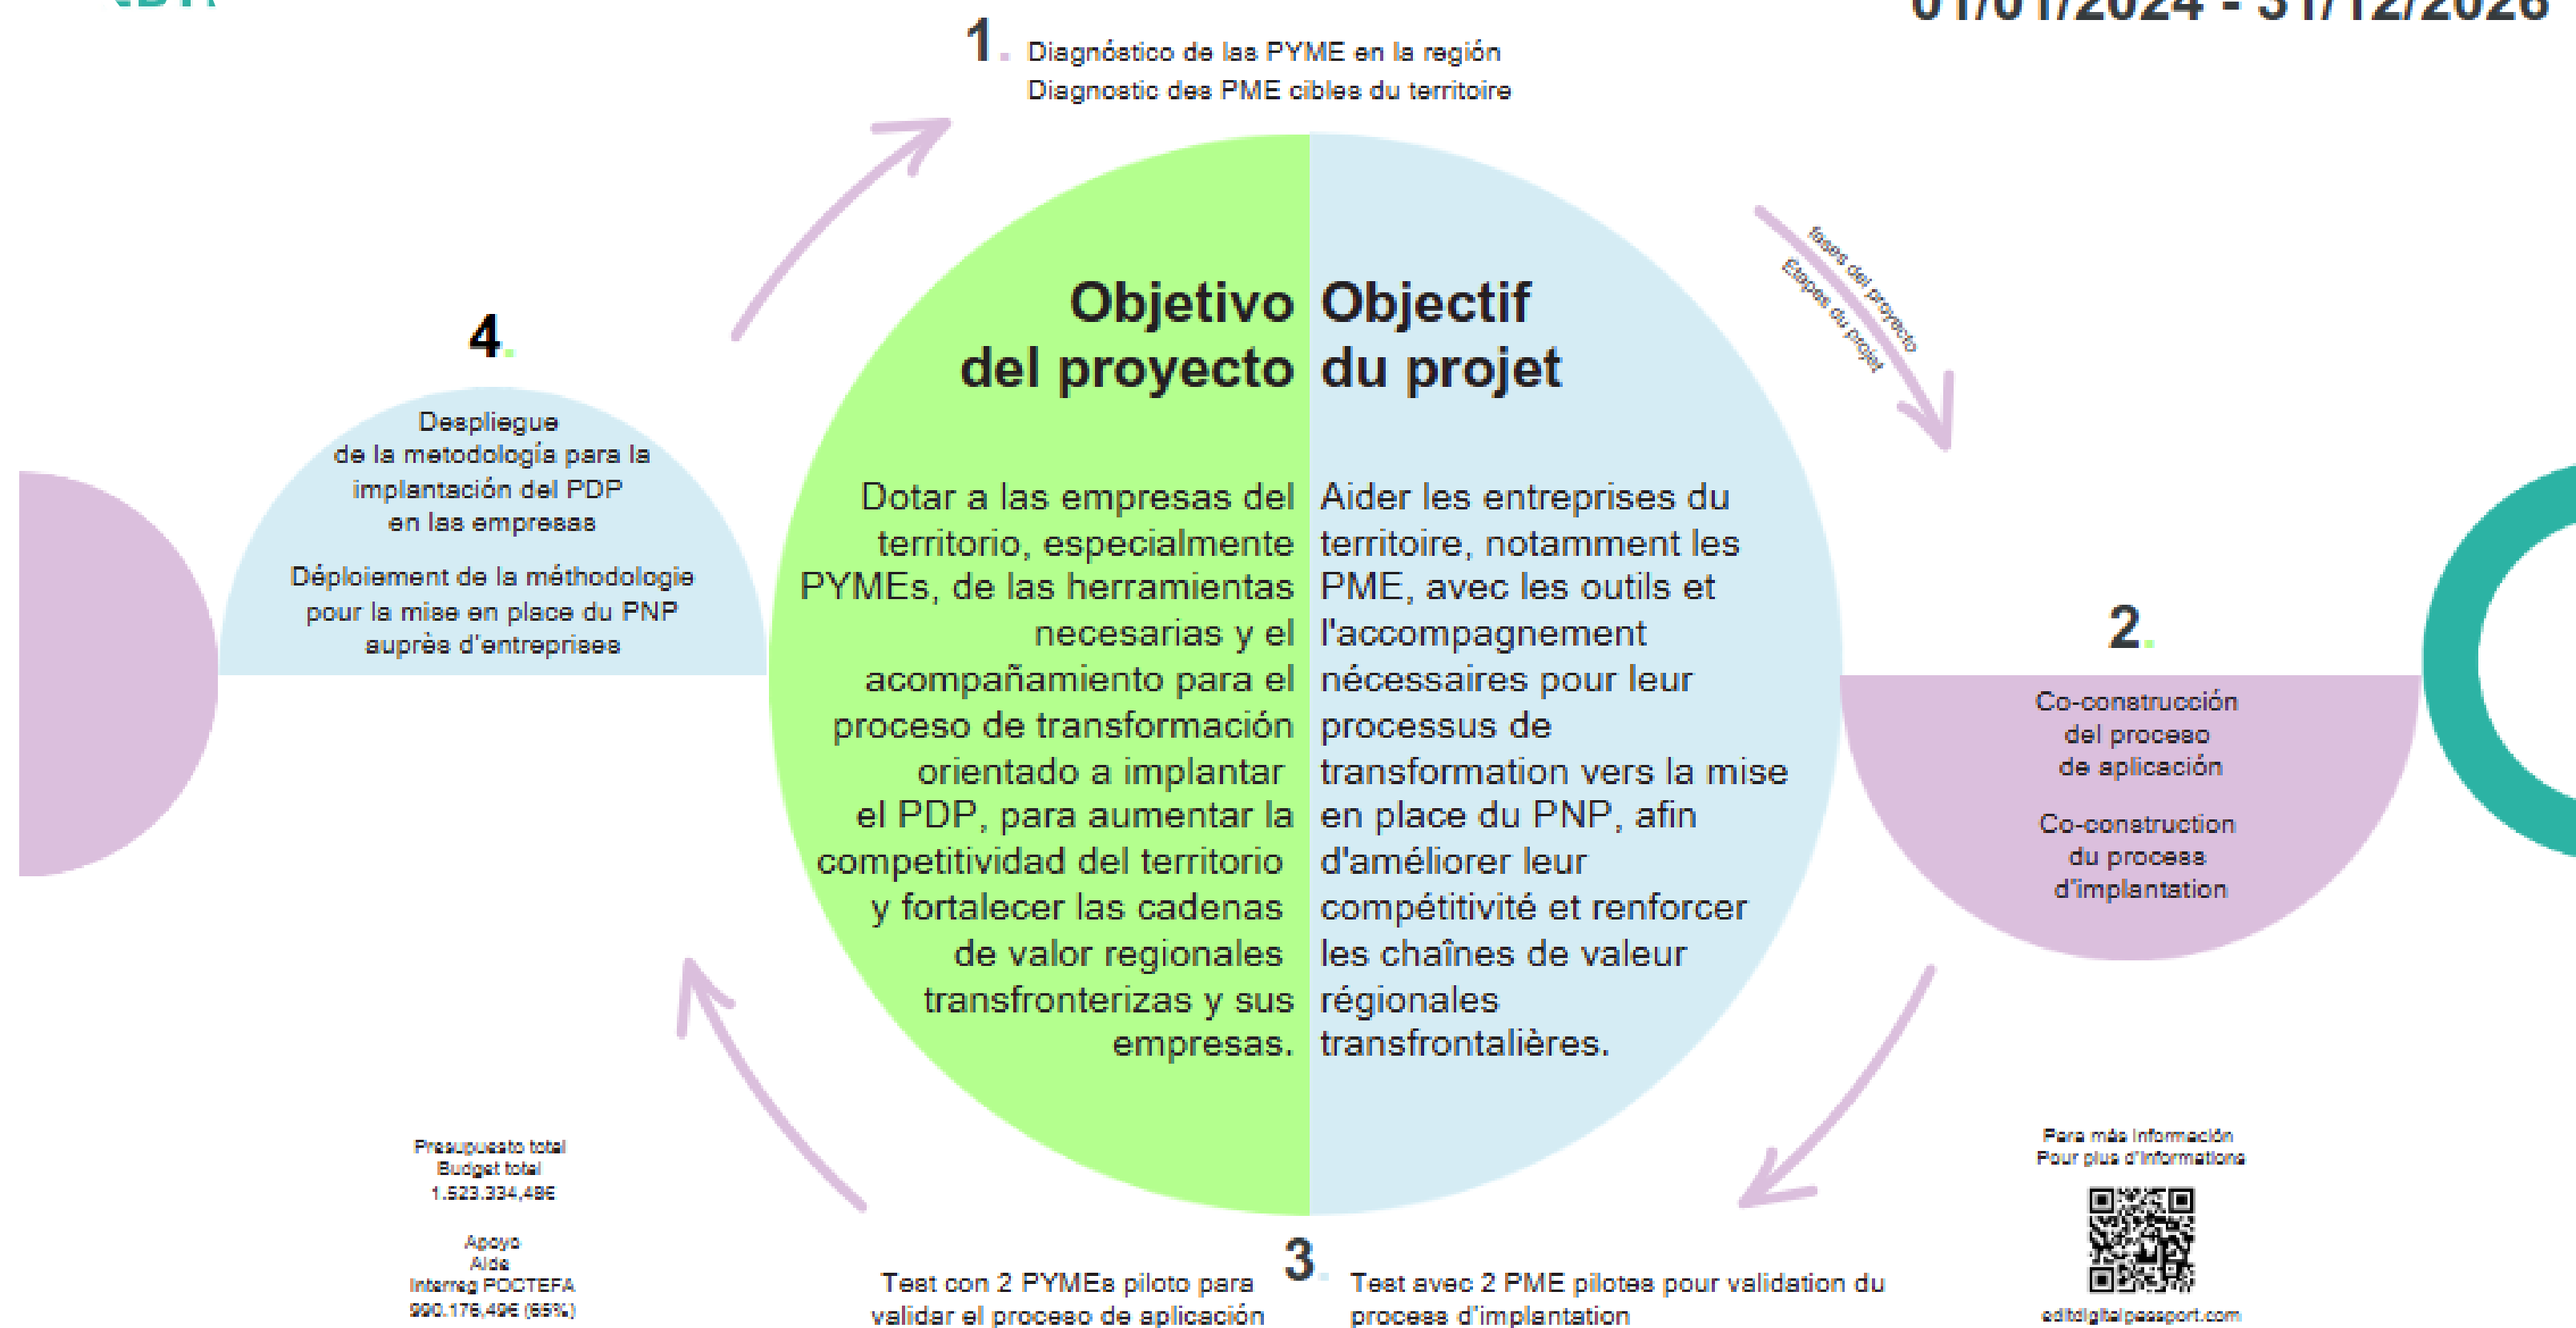 01/01/2024 - 31/12/2026
1.
Diagnóstico de las PYME en la región
Diagnostic des PME cibles du territoire
fases del proyecto
Étapes du projet
Objetivo
del proyecto
Dotar a las empresas del
territorio, especialmente
PYMEs, de las herramientas
necesarias y el
acompañamiento para el
proceso de transformación
orientado a implantar
el PDP, para aumentar la
competitividad del territorio
y fortalecer las cadenas
de valor regionales
transfronterizas y sus
empresas.
Objectif
du projet
Aider les entreprises du
territoire, notamment les
PME, avec les outils et
l'accompagnement
nécessaires pour leur
processus de
transformation vers la mise
en place du PNP, afin
d'améliorer leur
compétitivité et renforcer
les chaînes de valeur
régionales
transfrontalières.
2.
Co-construcción
del proceso
de aplicación
Co-construction
du process
d'implantation
3.
Test con 2 PYMEs piloto para
validar el proceso de aplicación
Test avec 2 PME pilotes pour validation du
process d'implantation
4.
Despliegue
de la metodología para la
implantación del PDP
en las empresas
Déploiement de la méthodologie
pour la mise en place du PNP
auprès d'entreprises
Presupuesto total
Budget total
1.523.334,48€
Apoyo
Aide
Interreg POCTEFA
(65%)
Para más información
Pour plus d'informations
editdigitalpassport.com